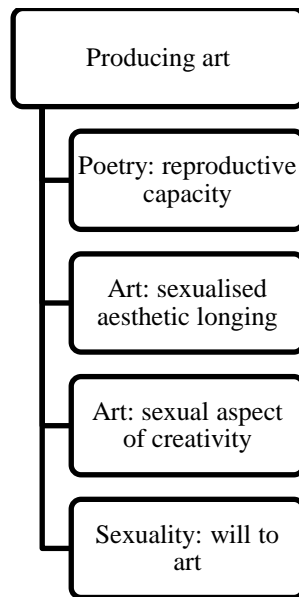 Producing art
Poetry: reproductive
capacity
Art: sexualised
aesthetic longing
Art: sexual aspect
of creativity
Sexuality: will to
art